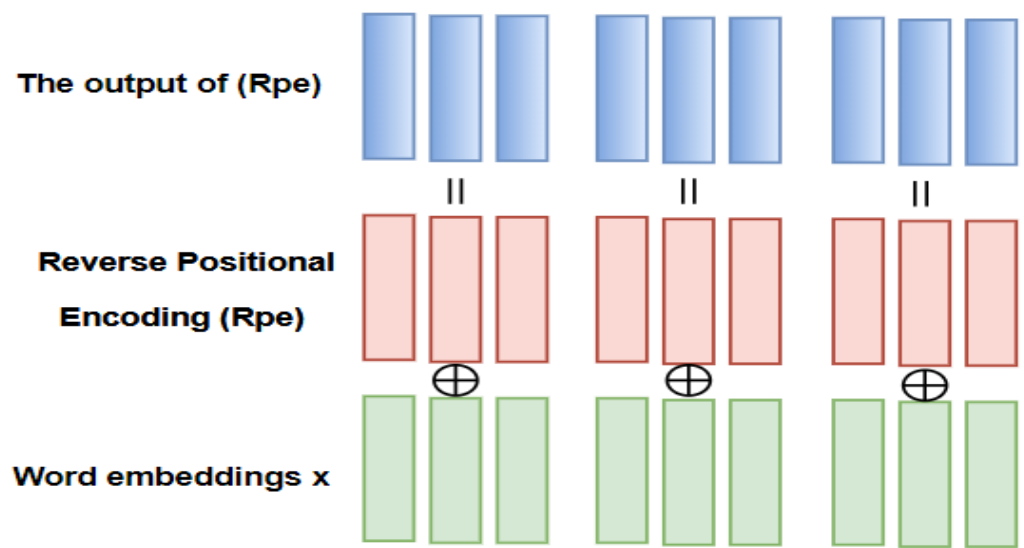 The output of (Rpe)
=
=
=
Reverse Positional
Encoding (Rpe)
⊕
⊕
⊕
Word embeddings x